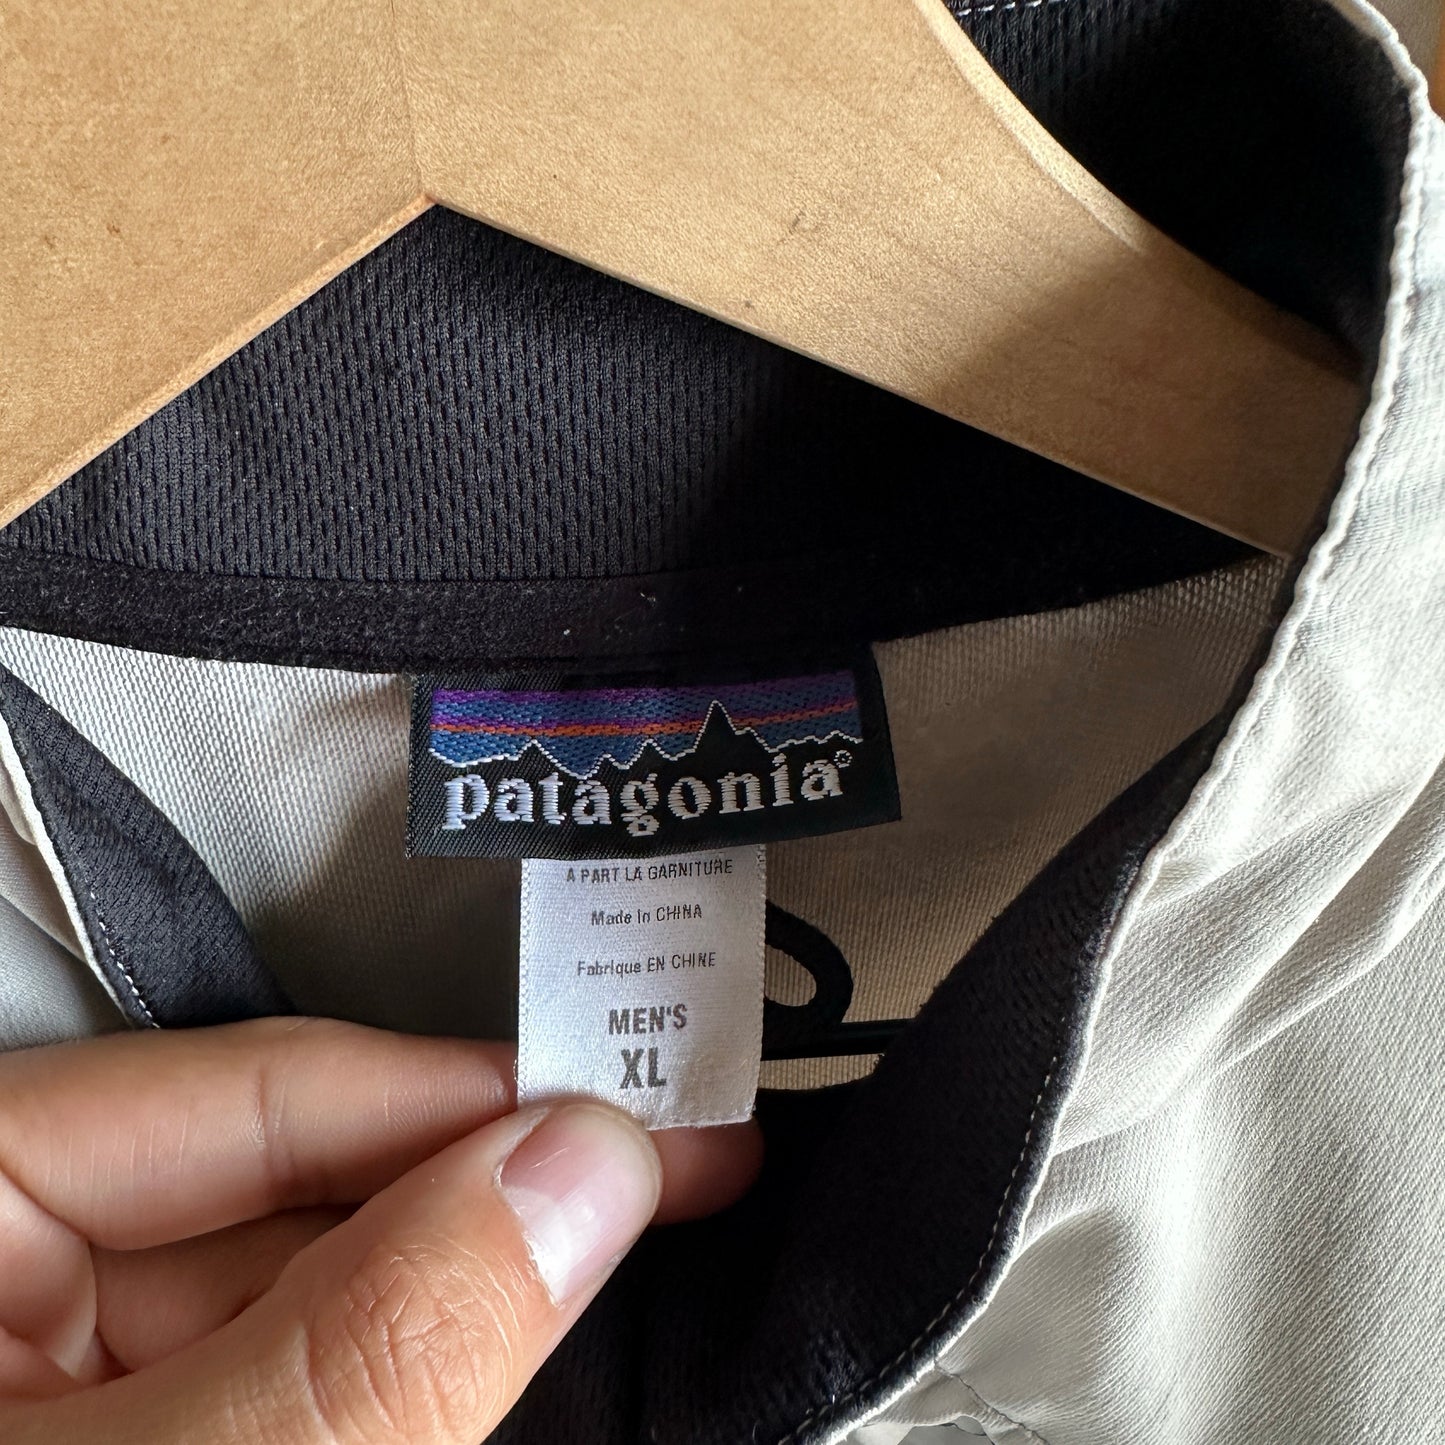 patagonia®
A PART LA GARNITURE
Made in CHINA
Fabrique EN CHINE
MEN'S
XL